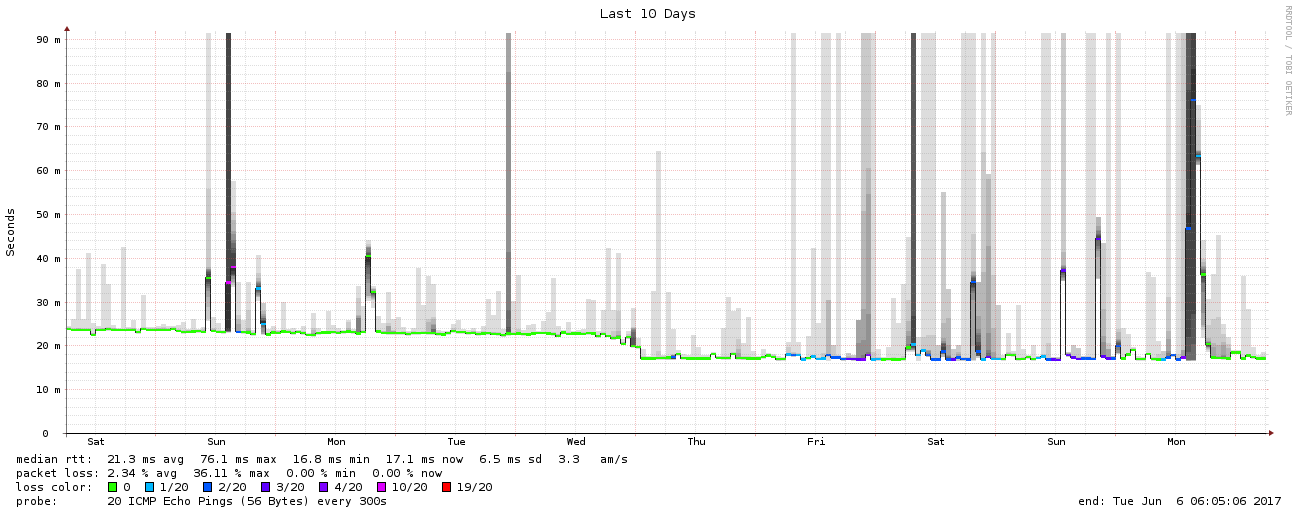 Last 10 Days
RRDTOOL / TOBI OETIKER
Seconds
90 m
80 m
70 m
60 m
50 m
40 m
30 m
20 m
10 m
0
Sat Sun Mon Tue Wed Thu Fri Sat Sun Mon
median rtt: 21.3 ms avg 76.1 ms max 16.8 ms min 17.1 ms now 6.5 ms sd 3.3 am/s
packet loss: 2.34 % avg 36.11 % max 0.00 % min 0.00 % now
loss color: 0 1/20 2/20 3/20 4/20 10/20 19/20
probe: 20 ICMP Echo Pings (56 Bytes) every 300s end: Tue Jun 6 06:05:06 2017